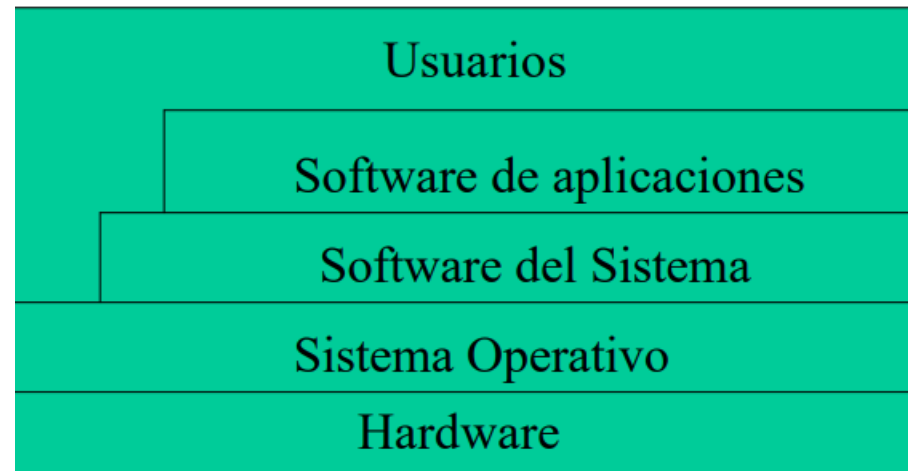 Usuarios
Software de aplicaciones
Software del Sistema
Sistema Operativo
Hardware